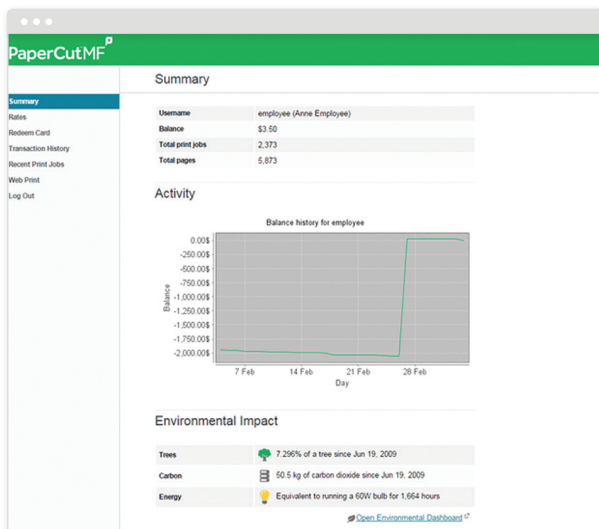 PaperCutMF
Summary
Rates
Redeem Card
Transaction History
Recent Print Jobs
Web Print
Log Out
Summary
Username employee (Anne Employee)
Balance $3.50
Total print jobs 2,373
Total pages 5,873
Activity
Balance history for employee
0.00$
-250.00$
-500.00$
-750.00$
-1,000.00$
-1,250.00$
-1,500.00$
-1,750.00$
-2,000.00$
Balance
7 Feb 14 Feb 21 Feb 28 Feb
Day
Environmental Impact
Trees 7.296% of a tree since Jun 19, 2009
Carbon 50.5 kg of carbon dioxide since Jun 19, 2009
Energy Equivalent to running a 60W bulb for 1,664 hours
Open Environmental Dashboard